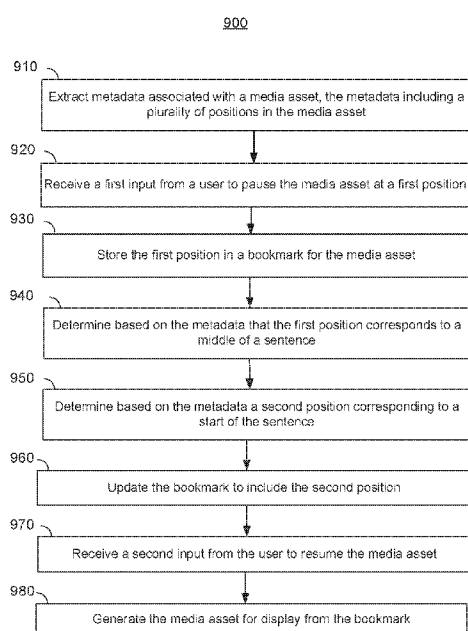 900
910
Extract metadata associated with a media asset, the metadata including a
plurality of positions in the media asset
920
Receive a first input from a user to pause the media asset at a first position
930
Store the first position in a bookmark for the media asset
940
Determine based on the metadata that the first position corresponds to a
middle of a sentence
950
Determine based on the metadata a second position corresponding to a
start of the sentence
960
Update the bookmark to include the second position
970
Receive a second input from the user to resume the media asset
980
Generate the media asset for display from the bookmark